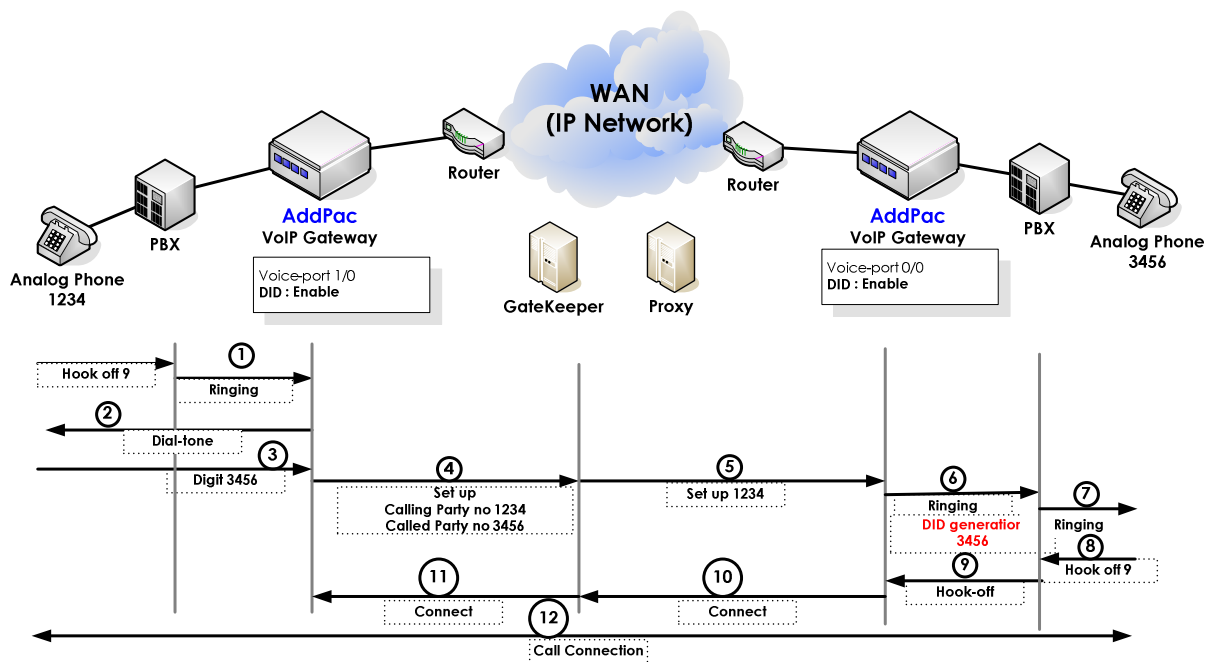 WAN
(IP Network)
Router
Router
AddPac
VoIP Gateway
AddPac
VoIP Gateway
PBX
PBX
Analog Phone
1234
Analog Phone
3456
Voice-port 1/0
DID : Enable
Voice-port 0/0
DID : Enable
GateKeeper
Proxy
Hook off 9
1
Ringing
2
Dial-tone
3
Digit 3456
4
Set up
Calling Party no 1234
Called Party no 3456
5
Set up 1234
6
Ringing
DID generatior
3456
7
Ringing
8
Hook off 9
9
Hook-off
10
Connect
11
Connect
12
Call Connection